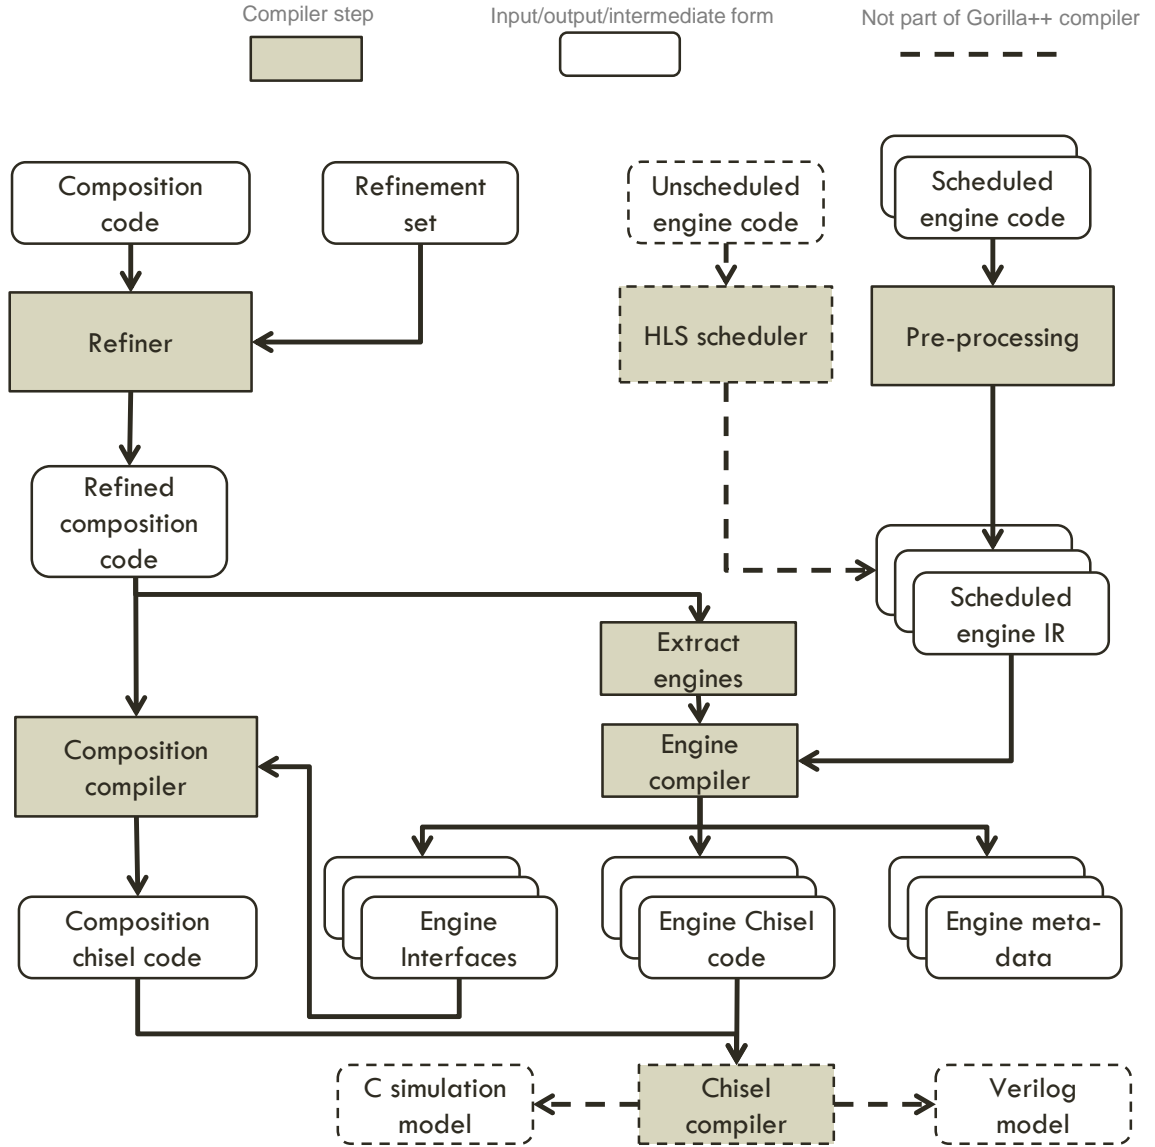 Compiler step
Input/output/intermediate form
Not part of Gorilla++ compiler
Composition
code
Refinement
set
Unscheduled
engine code
Scheduled
engine code
Refiner
HLS scheduler
Pre-processing
Refined
composition
code
Scheduled
engine IR
Extract
engines
Composition
compiler
Engine
compiler
Composition
chisel code
Engine
Interfaces
Engine Chisel
code
Engine meta-
data
C simulation
model
Chisel
compiler
Verilog
model